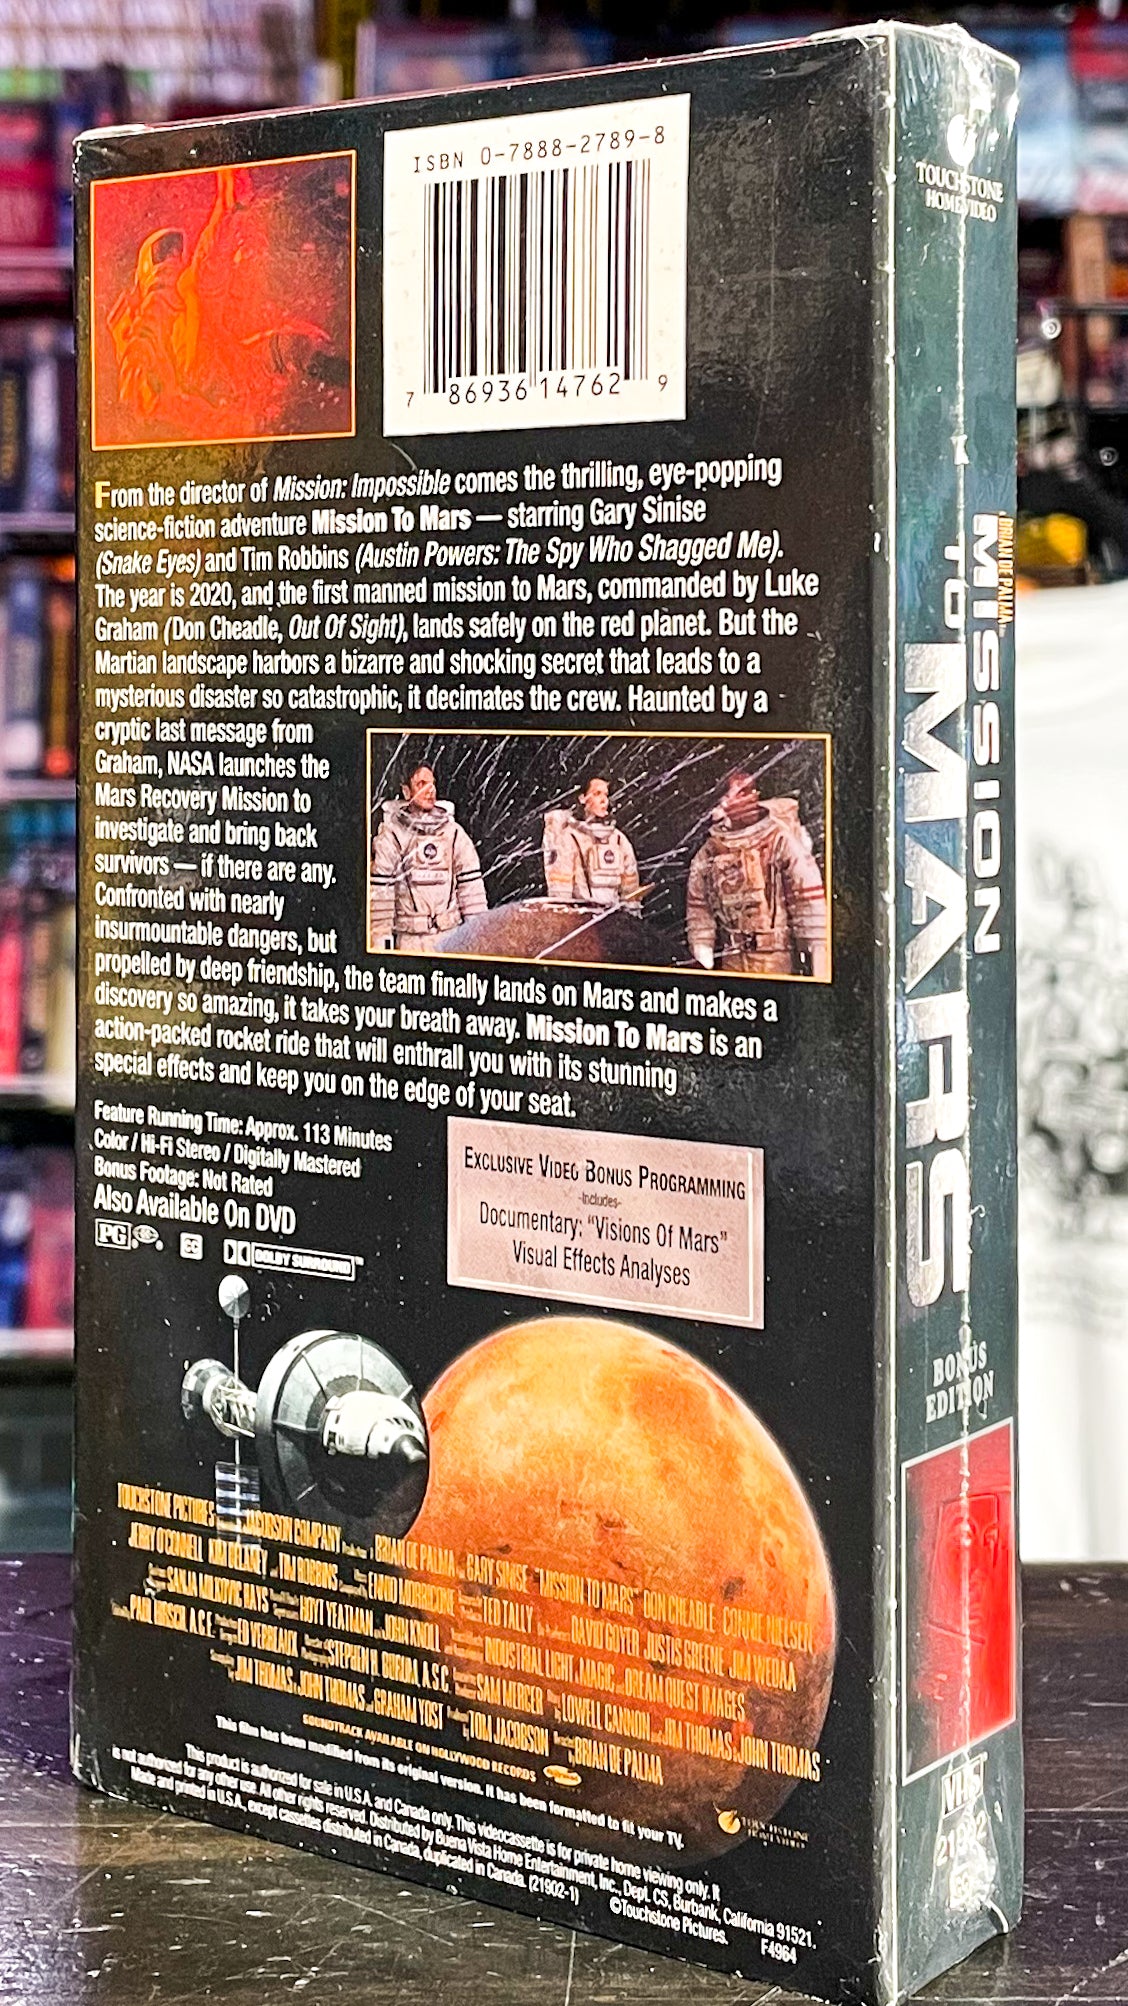 ISBN 0-7888-2789-8
7 86936 14762 9
From the director of Mission: Impossible comes the thrilling, eye-popping
science-fiction adventure Mission To Mars — starring Gary Sinise
(Snake Eyes) and Tim Robbins (Austin Powers: The Spy Who Shagged Me).
The year is 2020, and the first manned mission to Mars, commanded by Luke
Graham (Don Cheadle, Out Of Sight), lands safely on the red planet. But the
Martian landscape harbors a bizarre and shocking secret that leads to a
mysterious disaster so catastrophic, it decimates the crew. Haunted by a
cryptic last message from
Graham, NASA launches the
Mars Recovery Mission to
investigate and bring back
survivors — if there are any.
Confronted with nearly
insurmountable dangers, but
propelled by deep friendship, the team finally lands on Mars and makes a
discovery so amazing, it takes your breath away. Mission To Mars is an
action-packed rocket ride that will enthrall you with its stunning
special effects and keep you on the edge of your seat.
Feature Running Time: Approx. 113 Minutes
Color / Hi-Fi Stereo / Digitally Mastered
Bonus Footage: Not Rated
Also Available On DVD
PG CC DOLBY SURROUND™
EXCLUSIVE VIDEO BONUS PROGRAMMING
-Includes-
Documentary: "Visions Of Mars"
Visual Effects Analyses
TOUCHSTONE PICTURES JACOBSON COMPANY BRIAN DE PALMA GARY SINISE "MISSION TO MARS" DON CHEADLE CONNIE NIELSEN
JERRY O'CONNELL KIM DELANEY TIM ROBBINS ENNIO MORRICONE TED TALLY DAVID GOYER JUSTIS GREENE JIM WEDAA
SANJA MILKOVIC HAYS HOYT YEATMAN JOHN KNOLL INDUSTRIAL LIGHT & MAGIC DREAM QUEST IMAGES
PAUL HIRSCH, A.C.E. ED VERREAUX STEPHEN H. BURUM, A.S.C. SAM MERCER LOWELL CANNON JIM THOMAS & JOHN THOMAS
JIM THOMAS & JOHN THOMAS GRAHAM YOST TOM JACOBSON BRIAN DE PALMA
SOUNDTRACK AVAILABLE ON HOLLYWOOD RECORDS
This film has been modified from its original version. It has been formatted to fit your TV.
This product is authorized for sale in U.S.A. and Canada only. This videocassette is for private home viewing only. It
is not authorized for any other use. All other rights reserved. Distributed by Buena Vista Home Entertainment, Inc., Dept. CS, Burbank, California 91521.
Made and printed in U.S.A., except cassettes distributed in Canada, duplicated in Canada. (21902-1) ©Touchstone Pictures. F4964
TOUCHSTONE
HOME VIDEO
TOUCHSTONE
HOME VIDEO
BRIAN DE PALMA
MISSION
TO
MARS
BONUS
EDITION
VHS
21902